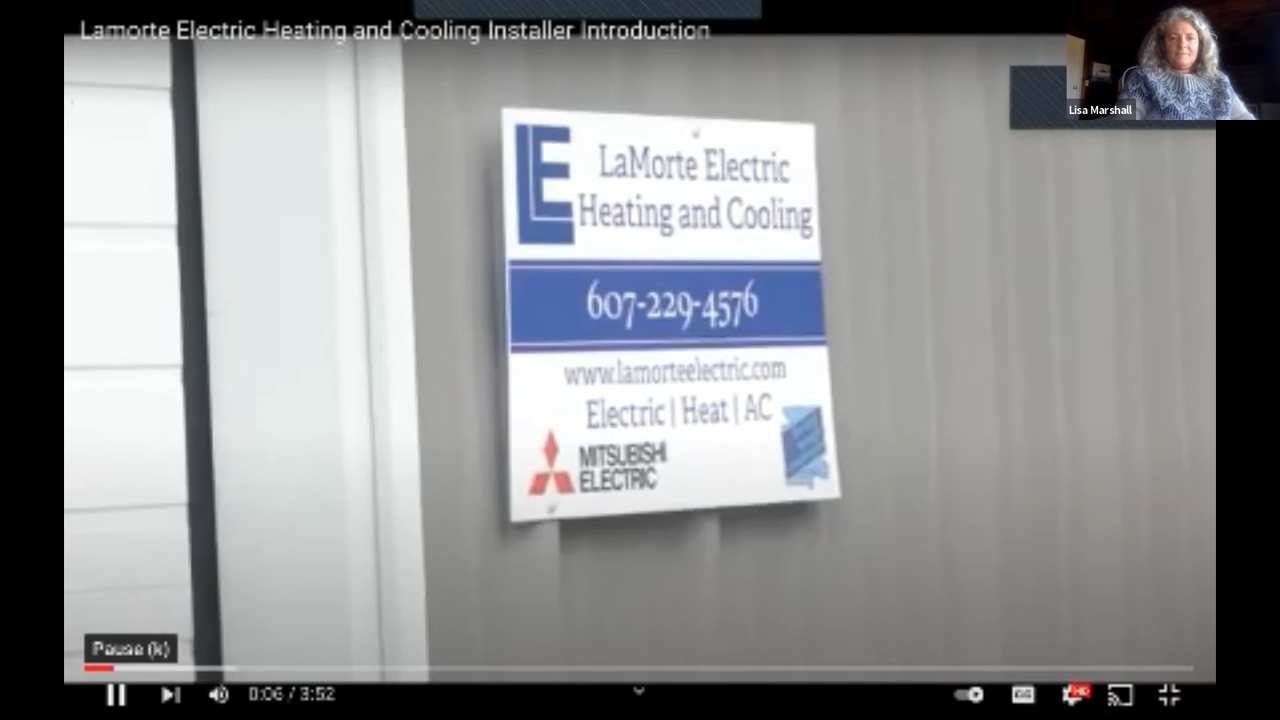 Lamorte Electric Heating and Cooling Installer Introduction
Lisa Marshall
LE
LaMorte Electric
Heating and Cooling
607-229-4576
www.lamorteelectric.com
Electric | Heat | AC
MITSUBISHI
ELECTRIC
Pause (k)
0:06 / 3:52
CC
HD